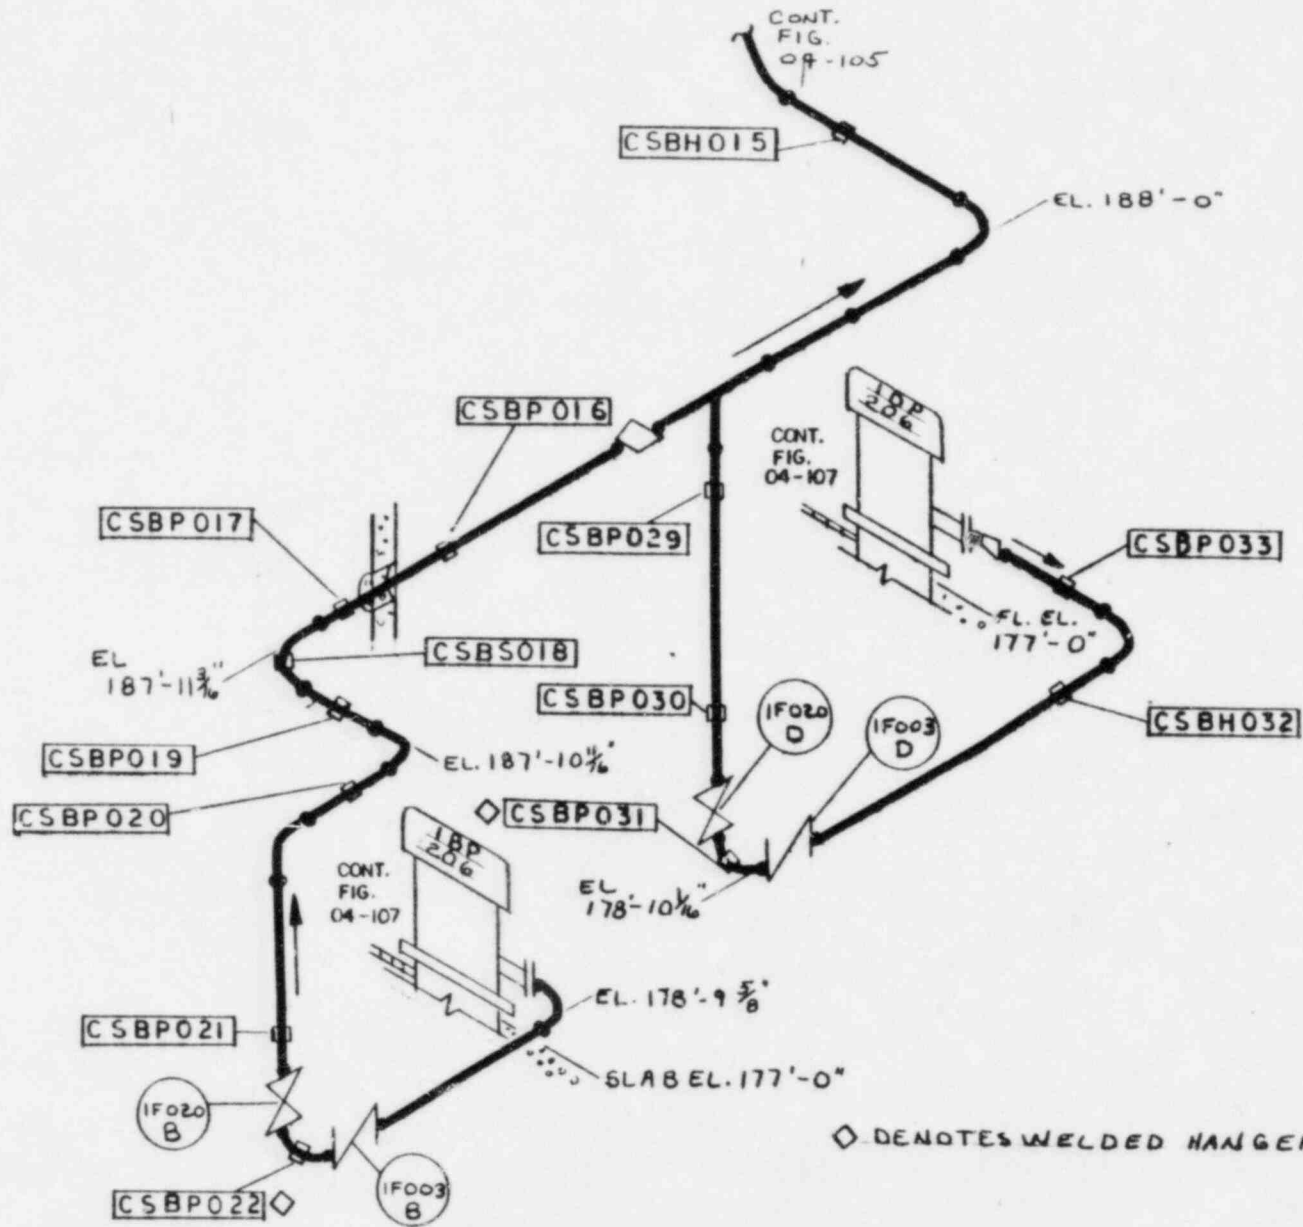 CONT.
FIG.
04-105
CSBH015
EL. 188'-0"
CSBP016
1BP
206
CONT.
FIG.
04-107
CSBP017
CSBP029
CSBP033
FL. EL.
177'-0"
EL
187'-11 3/16"
CSBS018
CSBP030
1F020
D
1F003
D
CSBH032
CSBP019
EL. 187'-10 11/16"
CSBP020
CSBP031
1BP
206
CONT.
FIG.
04-107
EL
178'-10 1/16"
EL. 178'-9 5/8"
CSBP021
SLAB EL. 177'-0"
1F020
B
DENOTES WELDED HANGE
CSBP022
1F003
B